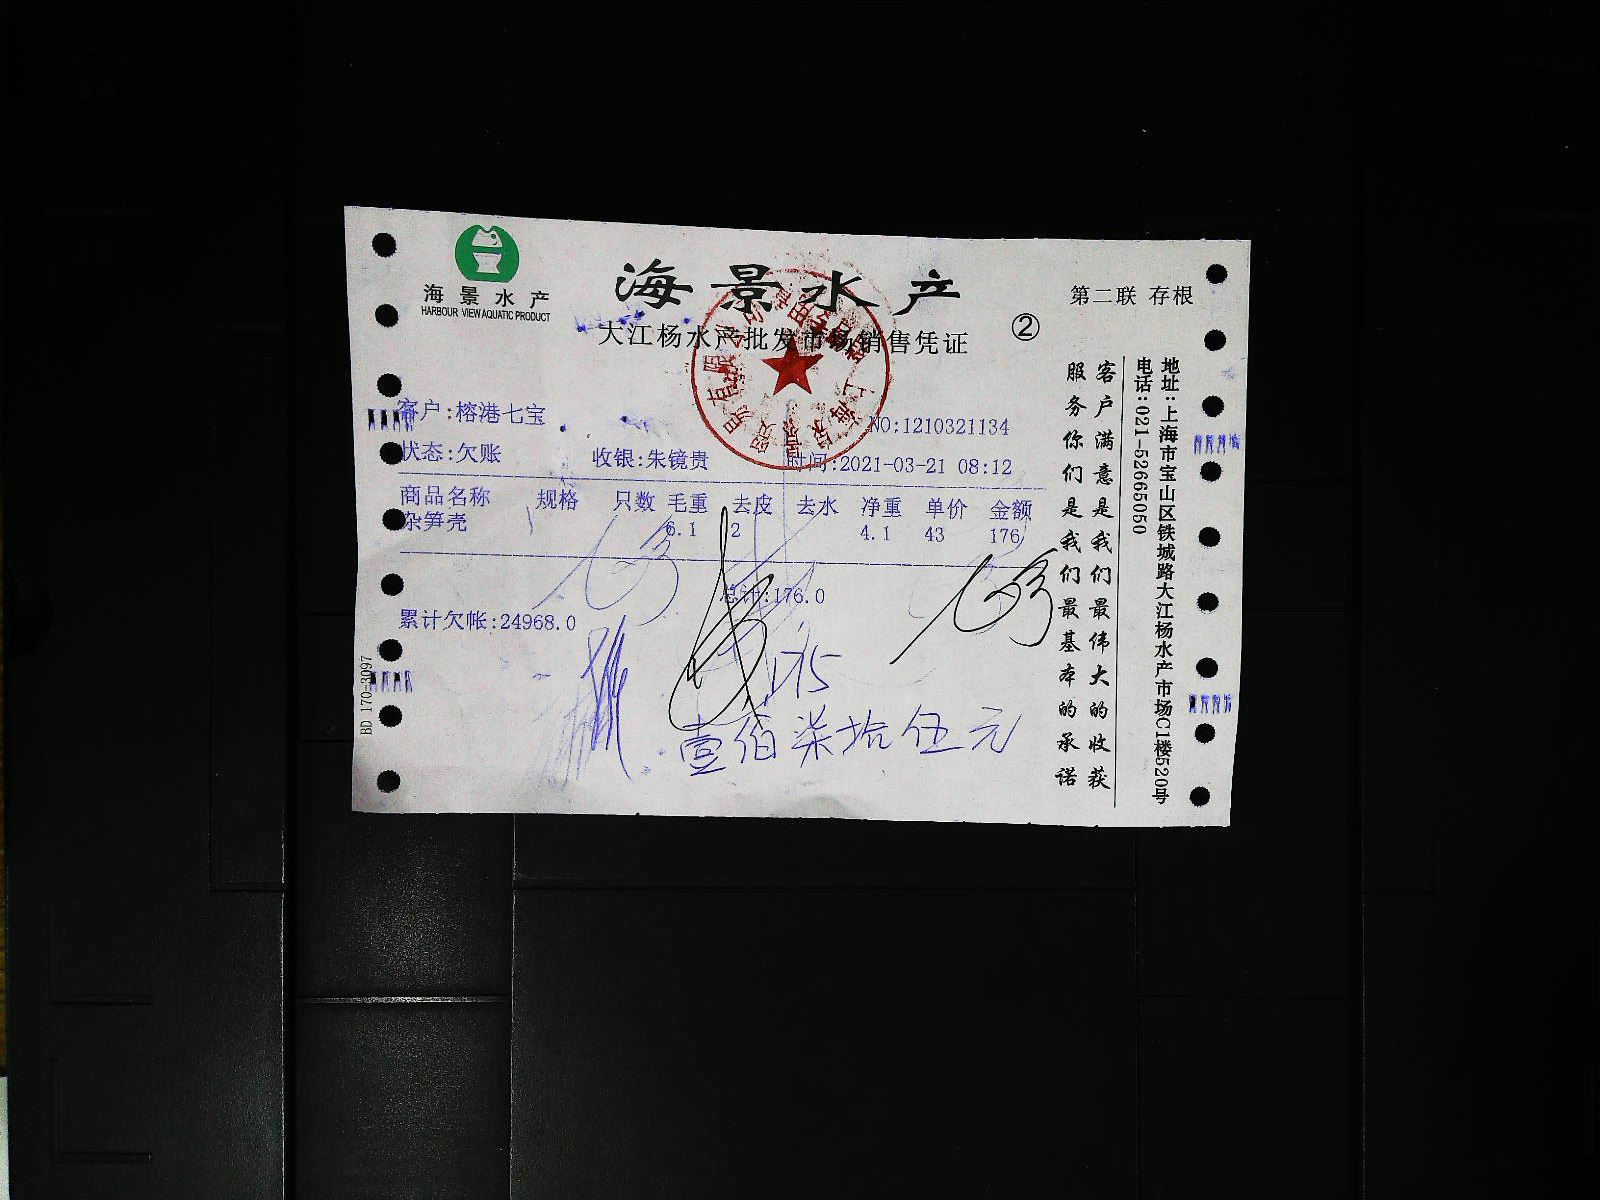 海景水产
HARBOUR VIEW AQUATIC PRODUCT
海景水产
第二联 存根
大江杨水产批发市场销售凭证
②
客户:榕港七宝
NO:1210321134
状态:欠账 收银:朱镜贵 时间:2021-03-21 08:12
商品名称 规格 只数 毛重 去皮 去水 净重 单价 金额
杂笋壳 6.1 2 4.1 43 176
总计:176.0
累计欠帐:24968.0
175
壹佰柒拾伍元
客户满意是我们最伟大的收获
服务你们是我们最基本的承诺
地址:上海市宝山区铁城路大江杨水产市场C1楼520号
电话:021-52665050
BD 170-3097